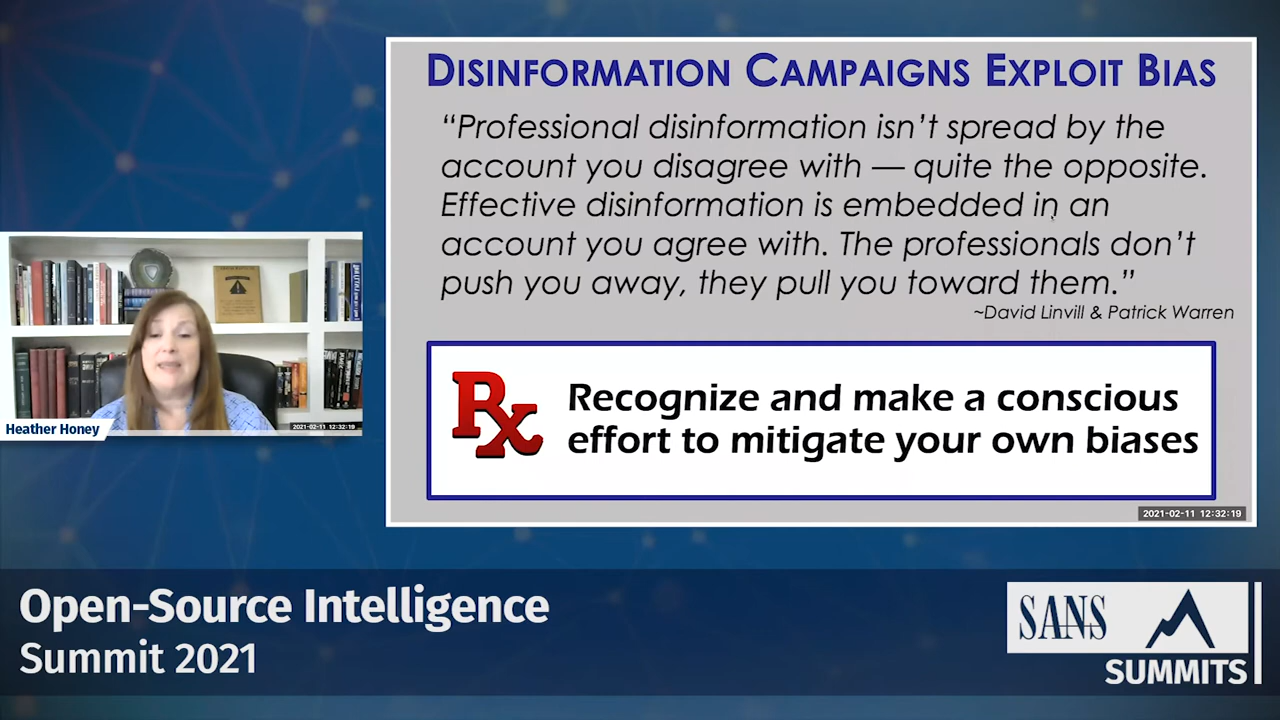 DISINFORMATION CAMPAIGNS EXPLOIT BIAS
“Professional disinformation isn’t spread by the
account you disagree with — quite the opposite.
Effective disinformation is embedded in an
account you agree with. The professionals don’t
push you away, they pull you toward them.”
~David Linvill & Patrick Warren
Rx
Recognize and make a conscious
effort to mitigate your own biases
2021-02-11 12:32:19
Heather Honey
2021-02-11 12:32:19
Open-Source Intelligence
Summit 2021
SANS
SUMMITS